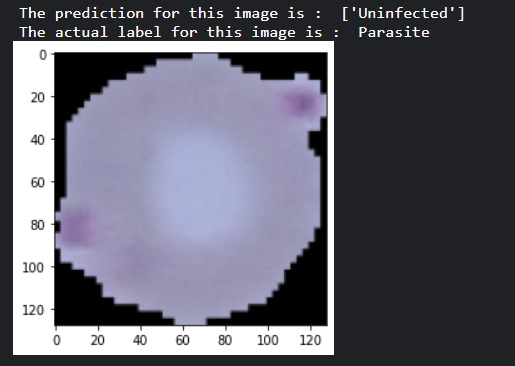 The prediction for this image is :  ['Uninfected']
The actual label for this image is :  Parasite
0
20
40
60
80
100
120
0 20 40 60 80 100 120